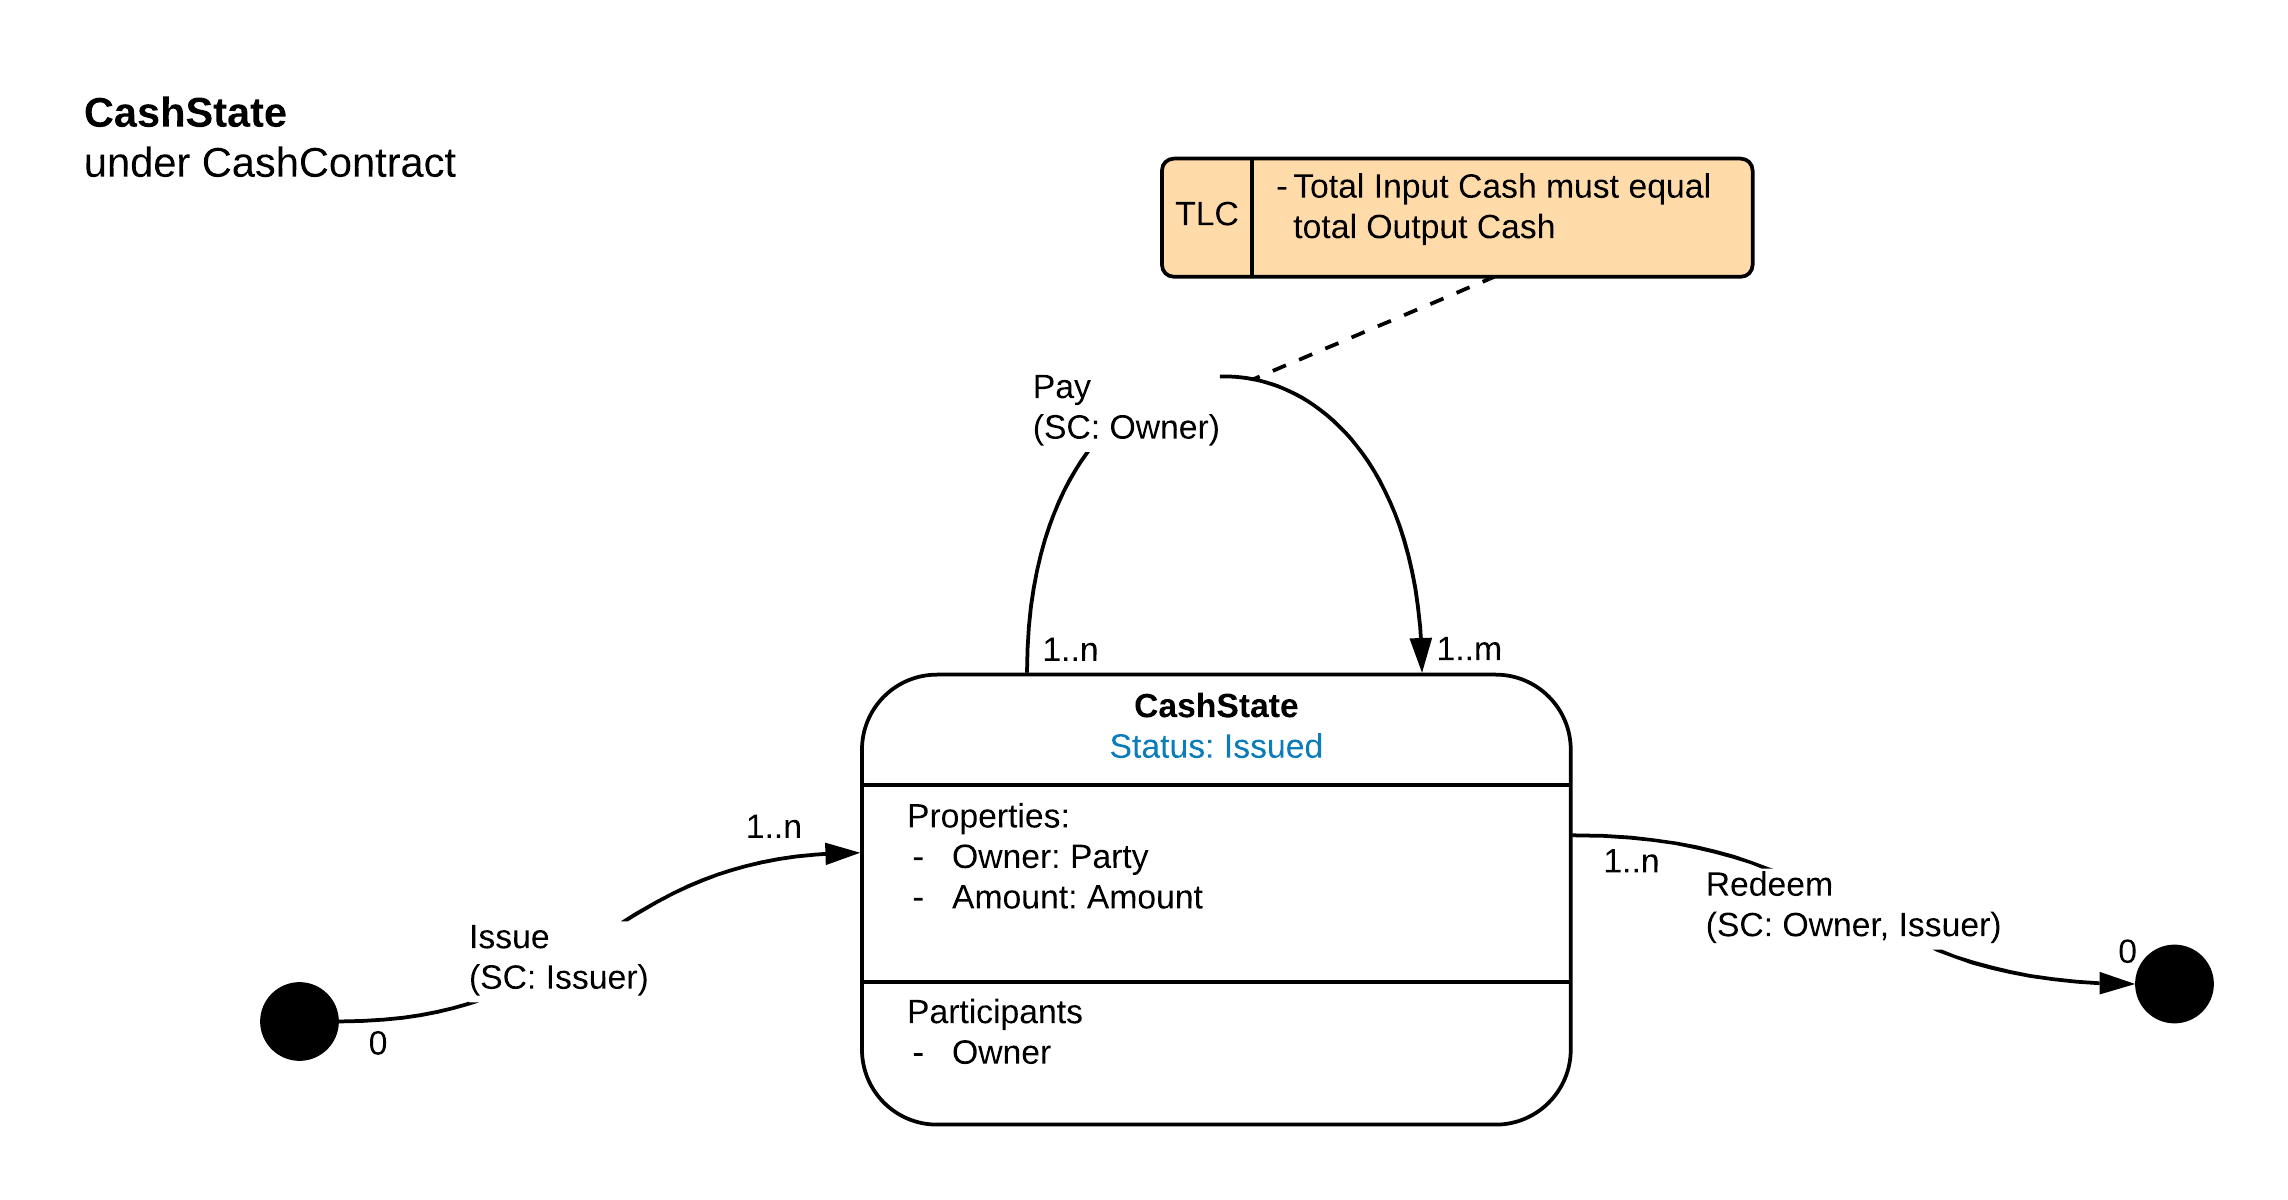 CashState
under CashContract
TLC
- Total Input Cash must equal
total Output Cash
Pay
(SC: Owner)
1..n
1..m
CashState
Status: Issued
Properties:
- Owner: Party
- Amount: Amount
Participants
- Owner
1..n
Issue
(SC: Issuer)
0
1..n
Redeem
(SC: Owner, Issuer)
0